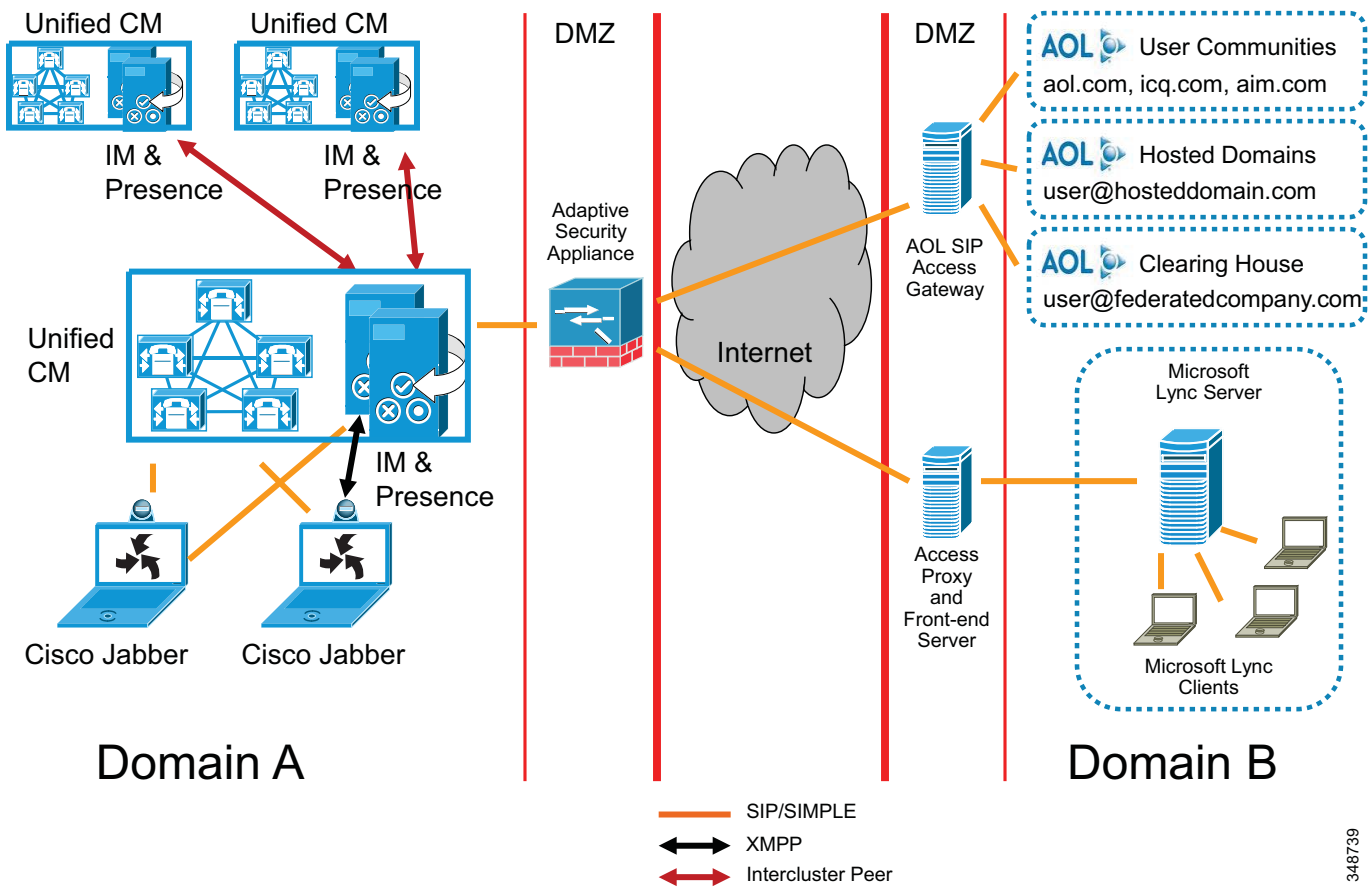 Unified CM
Unified CM
DMZ
DMZ
IM &
Presence
IM &
Presence
AOL User Communities
aol.com, icq.com, aim.com
AOL Hosted Domains
user@hosteddomain.com
AOL Clearing House
user@federatedcompany.com
Adaptive
Security
Appliance
AOL SIP
Access
Gateway
Unified
CM
Internet
IM &
Presence
Microsoft
Lync Server
Access
Proxy
and
Front-end
Server
Microsoft Lync
Clients
Cisco Jabber
Cisco Jabber
Domain A
Domain B
SIP/SIMPLE
XMPP
Intercluster Peer
348739